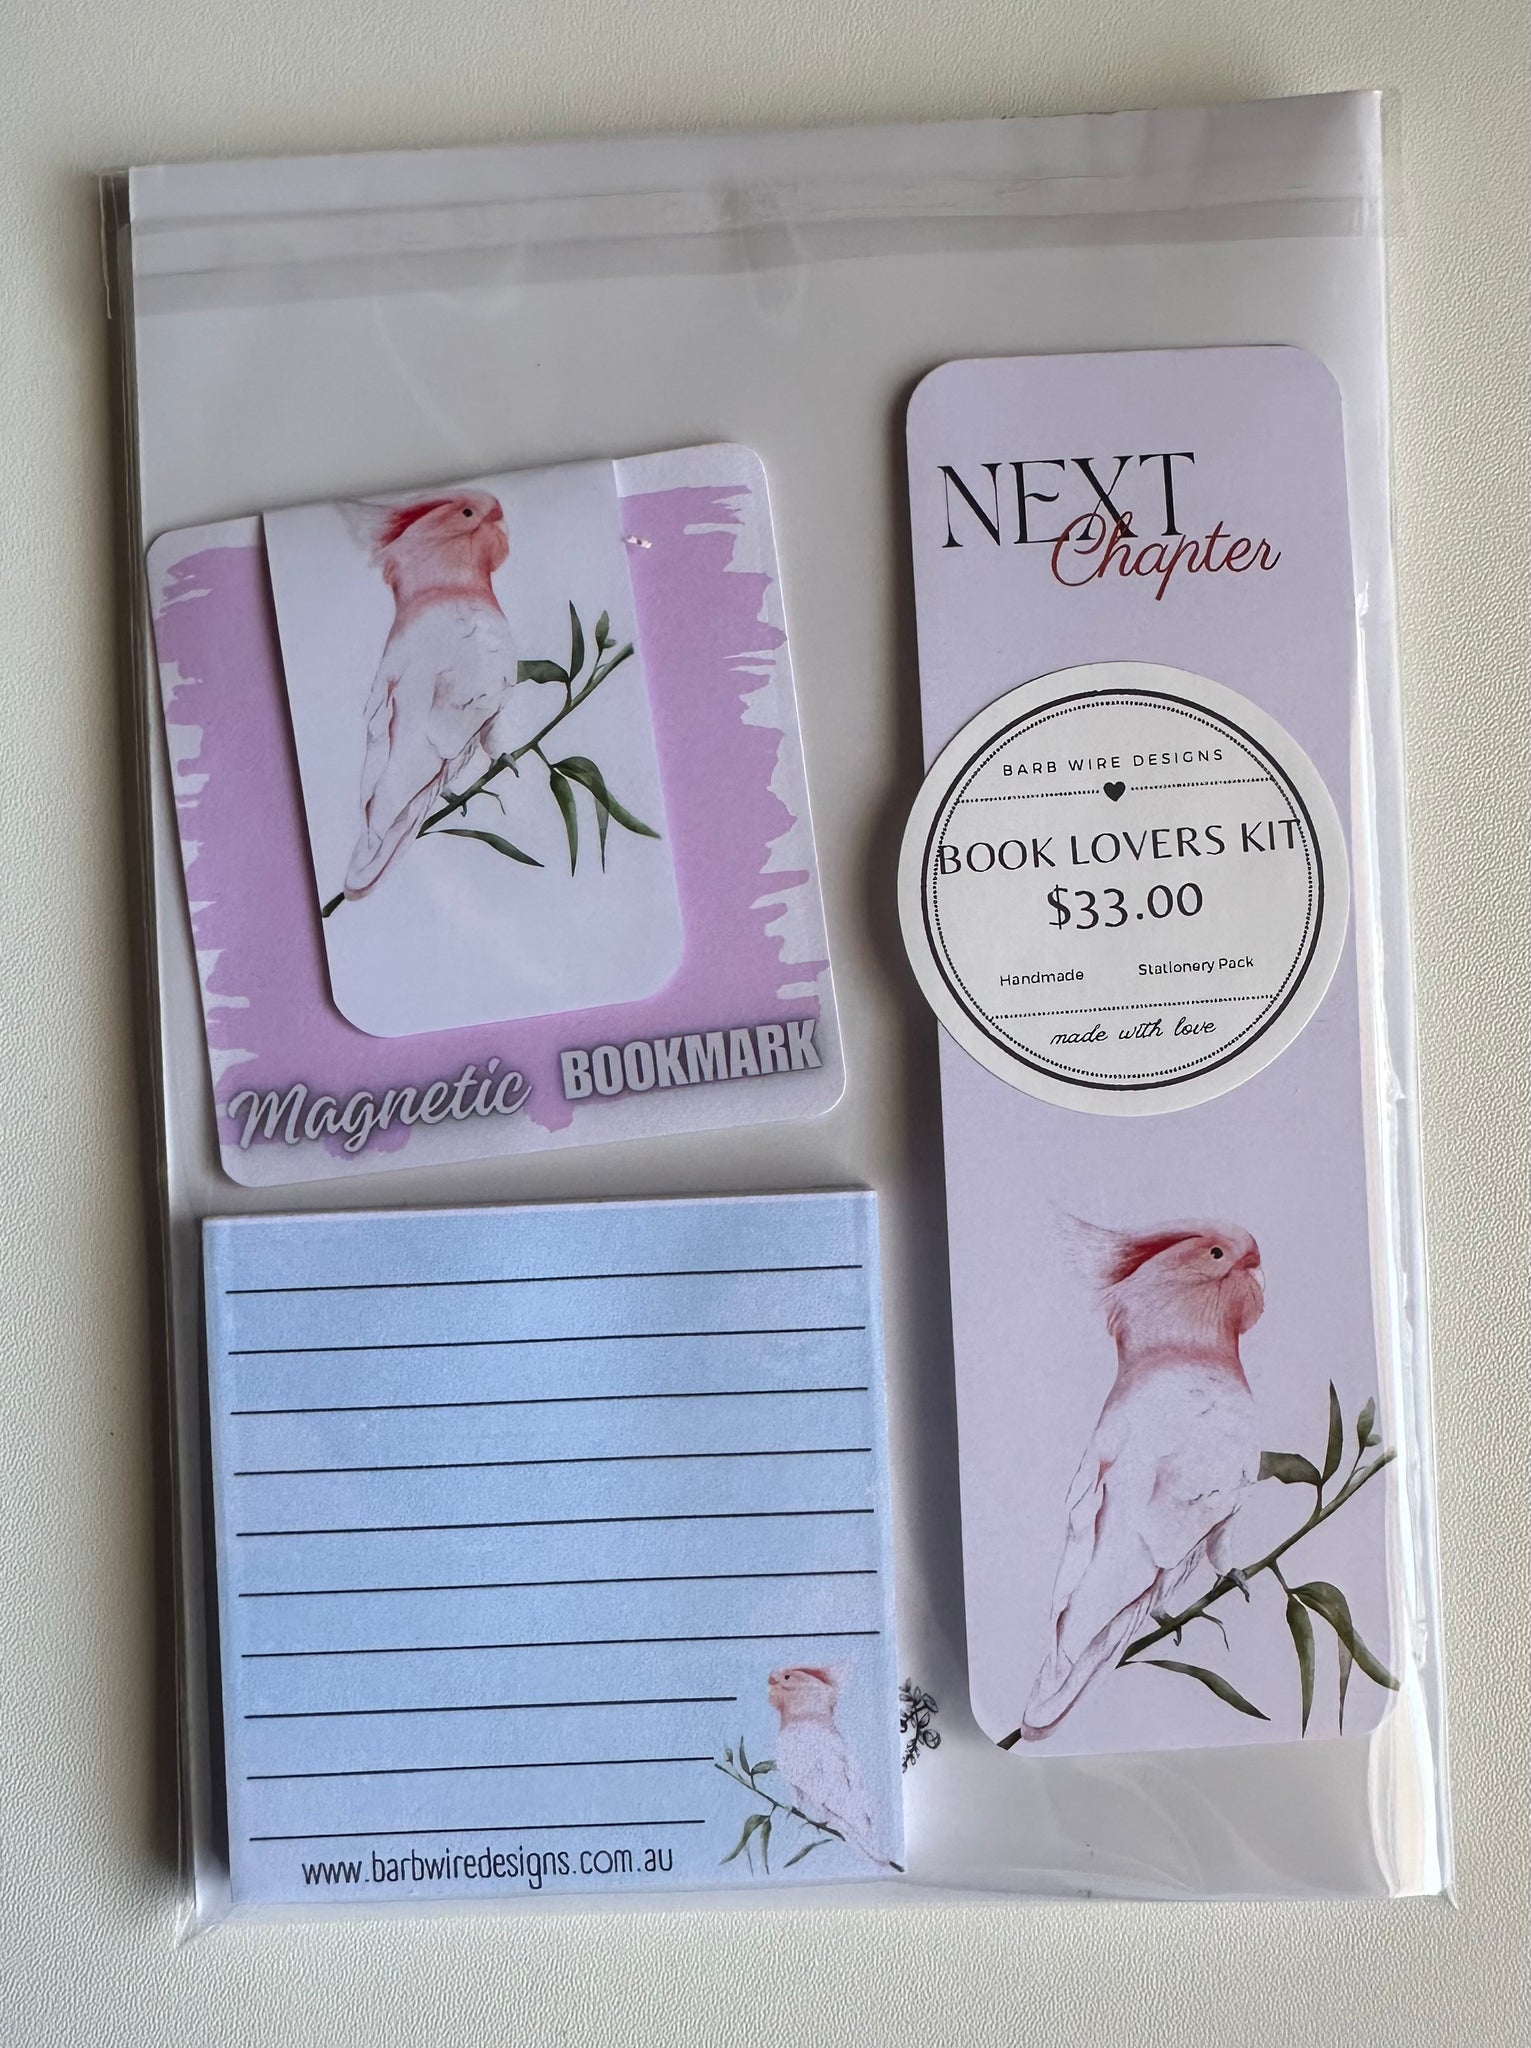 NEXT
Chapter
BARB WIRE DESIGNS
BOOK LOVERS KIT
$33.00
Handmade Stationery Pack
made with love
Magnetic BOOKMARK
www.barbwiredesigns.com.au